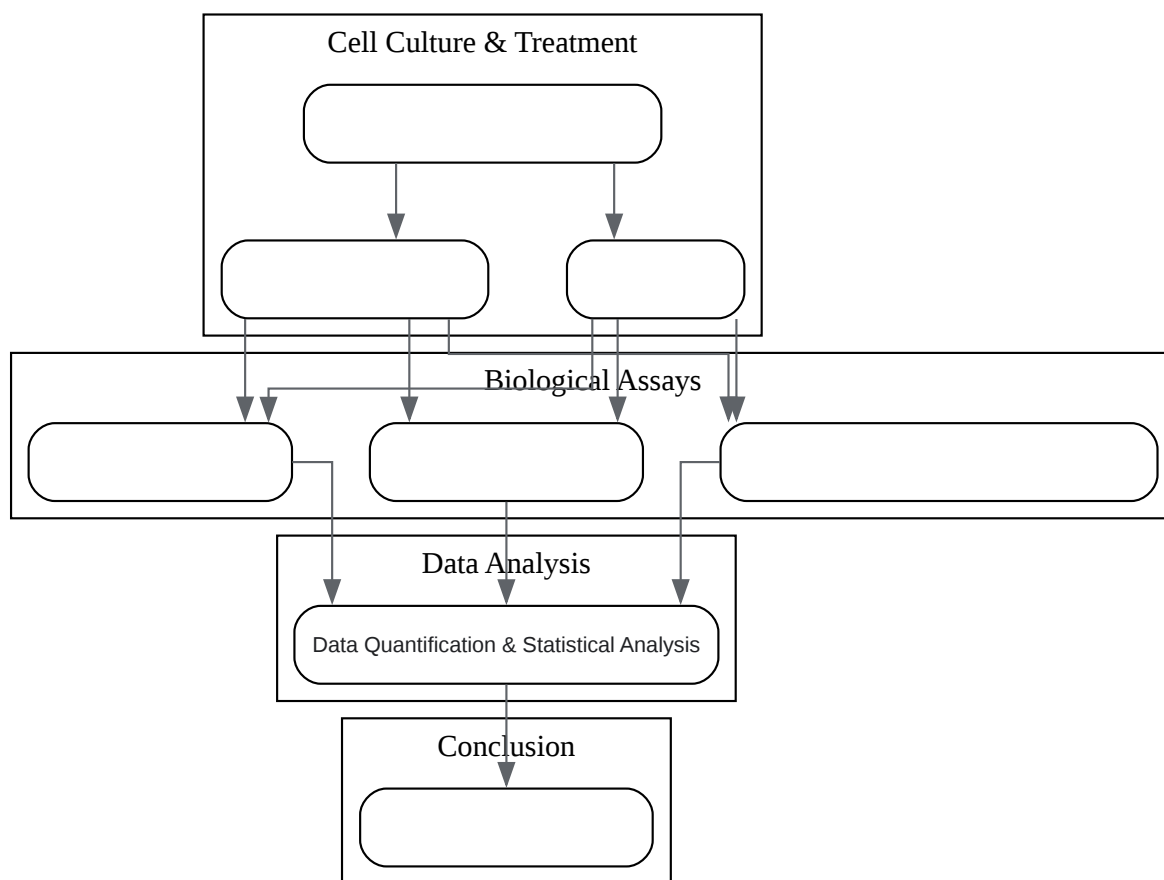 Cell Culture & Treatment
Biological Assays
Data Analysis
Data Quantification & Statistical Analysis
Conclusion